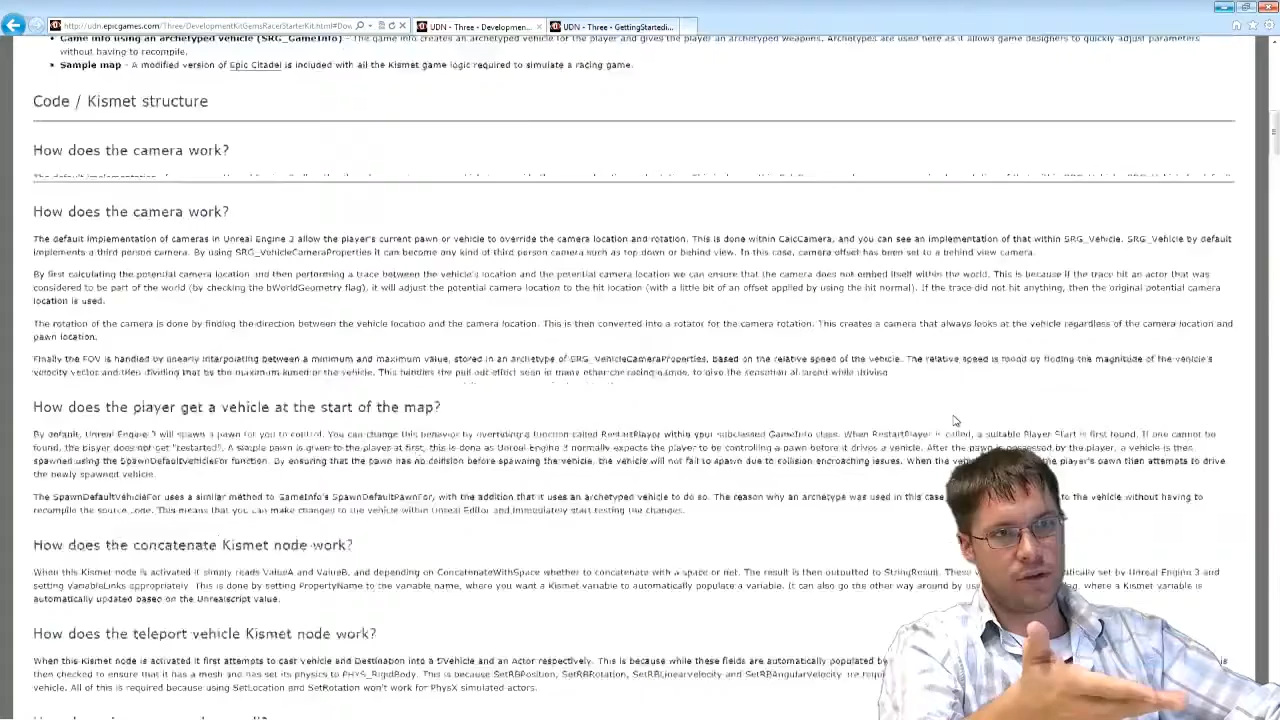 http://udn.epicgames.com/Three/DevelopmentKitGemsRacerStarterKit.html#Dow
UDN - Three - Developmen...
UDN - Three - GettingStartedi...
Game info using an archetyped vehicle (SRG_GameInfo) - The game info creates an archetyped vehicle for the player and gives the player an archetyped weapons. Archetypes are used here as it allows game designers to quickly adjust parameters
without having to recompile.
Sample map - A modified version of Epic Citadel is included with all the Kismet game logic required to simulate a racing game.
Code / Kismet structure
How does the camera work?
The default implementation
How does the camera work?
The default implementation of cameras in Unreal Engine 3 allow the player's current pawn or vehicle to override the camera location and rotation. This is done within CalcCamera, and you can see an implementation of that within SRG_Vehicle. SRG_Vehicle by default
implements a third person camera. By using SRG_VehicleCameraProperties it can become any kind of third person camera such as top down or behind view. In this case, camera offset has been set to a behind view camera.
By first calculating the potential camera location and then performing a trace between the vehicle's location and the potential camera location we can ensure that the camera does not embed itself within the world. This is because if the trace hit an actor that was
considered to be part of the world (by checking the bWorldGeometry flag), it will adjust the potential camera location to the hit location (with a little bit of an offset applied by using the hit normal). If the trace did not hit anything, then the original potential camera
location is used.
The rotation of the camera is done by finding the direction between the vehicle location and the camera location. This is then converted into a rotator for the camera rotation. This creates a camera that always looks at the vehicle regardless of the camera location and
pawn location.
Finally the FOV is handled by linearly interpolating between a minimum and maximum value, stored in an archetype of SRG_VehicleCameraProperties, based on the relative speed of the vehicle. The relative speed is found by finding the magnitude of the vehicle's
velocity vector and then dividing that by the maximum speed of the vehicle. This handles the pull out effect seen in many other car racing games, to give the sensation of speed while driving
How does the player get a vehicle at the start of the map?
By default, Unreal Engine 3 will spawn a pawn for you to control. You can change this behavior by overriding a function called RestartPlayer within your subclassed GameInfo class. When RestartPlayer is called, a suitable Player Start is first found. If one cannot be
found, the player does not get "restarted". A simple pawn is given to the player at first, this is done as Unreal Engine 3 normally expects the player to be controlling a pawn before it drives a vehicle. After the pawn is possessed by the player, a vehicle is then
spawned using the SpawnDefaultVehicleFor function. By ensuring that the pawn has no collision before spawning the vehicle, the vehicle will not fail to spawn due to collision encroaching issues. When the the player's pawn then attempts to drive
the newly spawned vehicle.
The SpawnDefaultVehicleFor uses a similar method to GameInfo's SpawnDefaultPawnFor, with the addition that it uses an archetyped vehicle to do so. The reason why an archetype was used in this case to the vehicle without having to
recompile the source code. This means that you can make changes to the vehicle within Unreal Editor and immediately start testing the changes.
How does the concatenate Kismet node work?
When this Kismet node is activated it simply reads ValueA and ValueB, and depending on ConcatenateWithSpace whether to concatenate with a space or not. The result is then outputted to StringResult. These set by Unreal Engine 3 and
setting VariableLinks appropriately. This is done by setting PropertyName to the variable name, where you want a Kismet variable to automatically populate a variable. It can also go the other way around by where a Kismet variable is
automatically updated based on the Unrealscript value.
How does the teleport vehicle Kismet node work?
When this Kismet node is activated it first attempts to cast Vehicle and Destination into a SVehicle and an Actor respectively. This is because while these fields are automatically populated by is
then checked to ensure that it has a mesh and has set its physics to PHYS_RigidBody. This is because SetRBPosition, SetRBRotation, SetRBLinearVelocity and SetRBAngularVelocity are
vehicle. All of this is required because using SetLocation and SetRotation won't work for PhysX simulated actors.